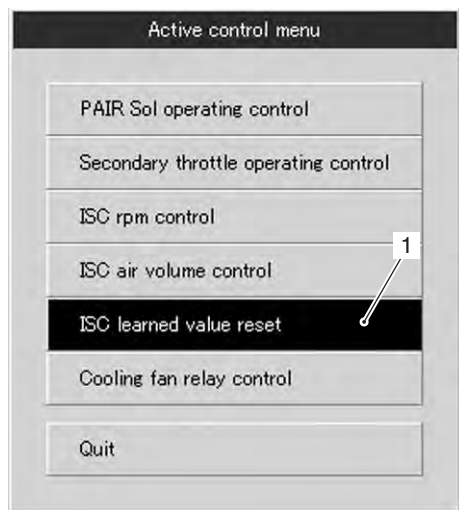 Active control menu
PAIR Sol operating control
Secondary throttle operating control
ISC rpm control
1
ISC air volume control
ISC learned value reset
Cooling fan relay control
Quit